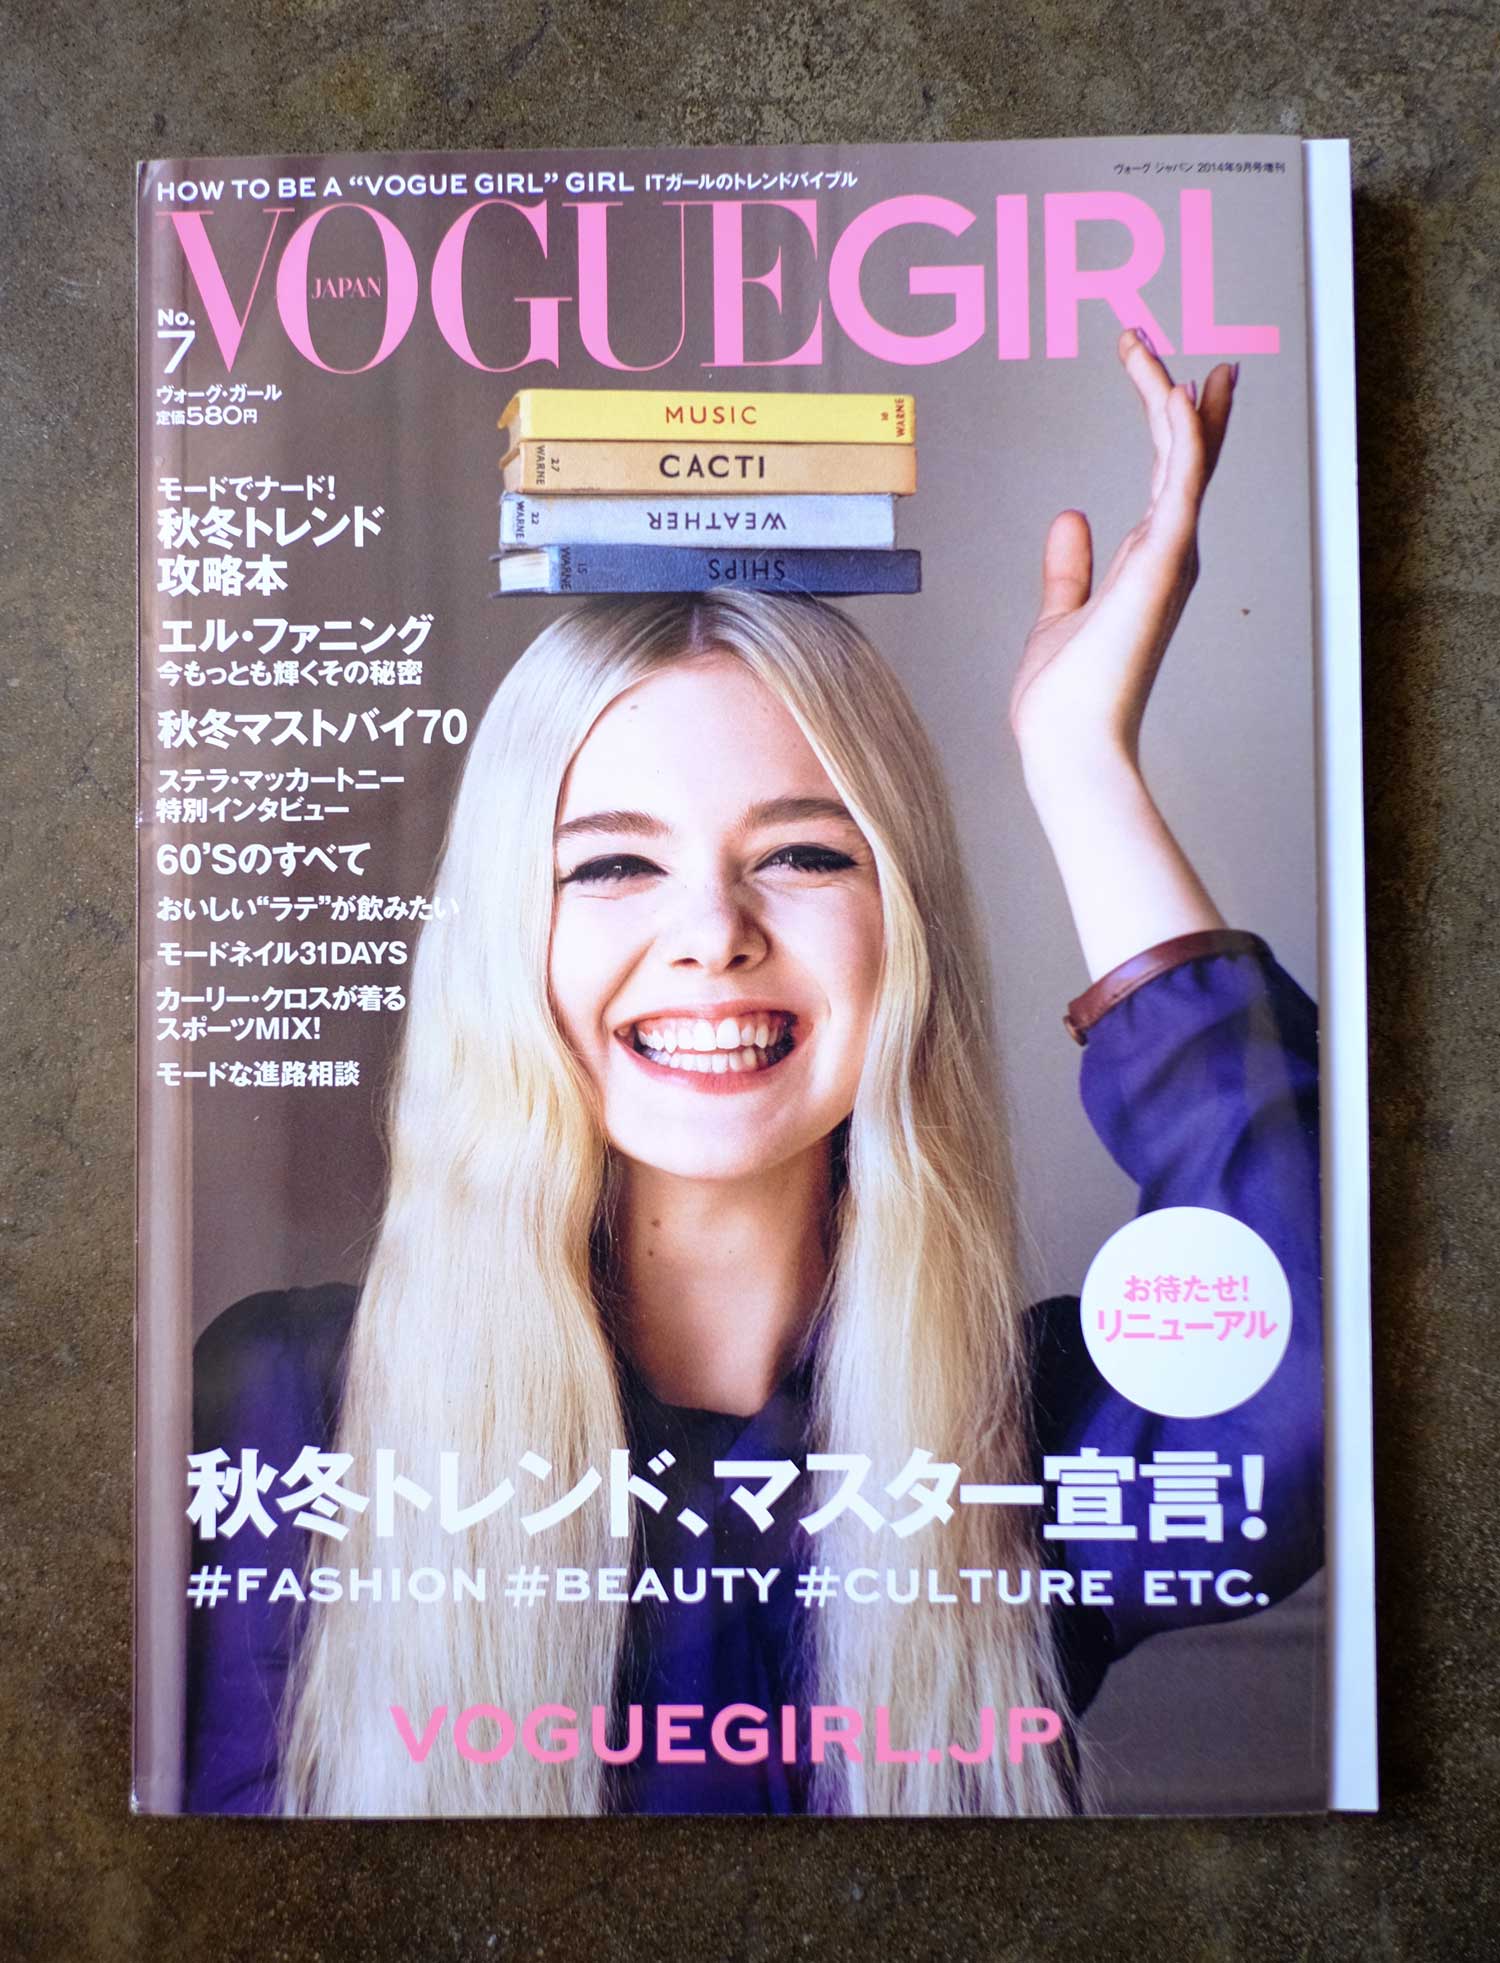 HOW TO BE A “VOGUE GIRL” GIRL ITガールのトレンドバイブル
ヴォーグ ジャパン 2014年9月号増刊
VOGUEGIRL
JAPAN
No.
7
ヴォーグ・ガール
定価580円
MUSIC
16 WARNE
CACTI
27 WARNE
WEATHER
22 WARNE
SHIPS
15 WARNE
モードでナード！
秋冬トレンド
攻略本
エル・ファニング
今もっとも輝くその秘密
秋冬マストバイ70
ステラ・マッカートニー
特別インタビュー
60’Sのすべて
おいしい“ラテ”が飲みたい
モードネイル31DAYS
カーリー・クロスが着る
スポーツMIX!
モードな進路相談
お待たせ！
リニューアル
秋冬トレンド、マスター宣言！
#FASHION #BEAUTY #CULTURE ETC.
VOGUEGIRL.JP